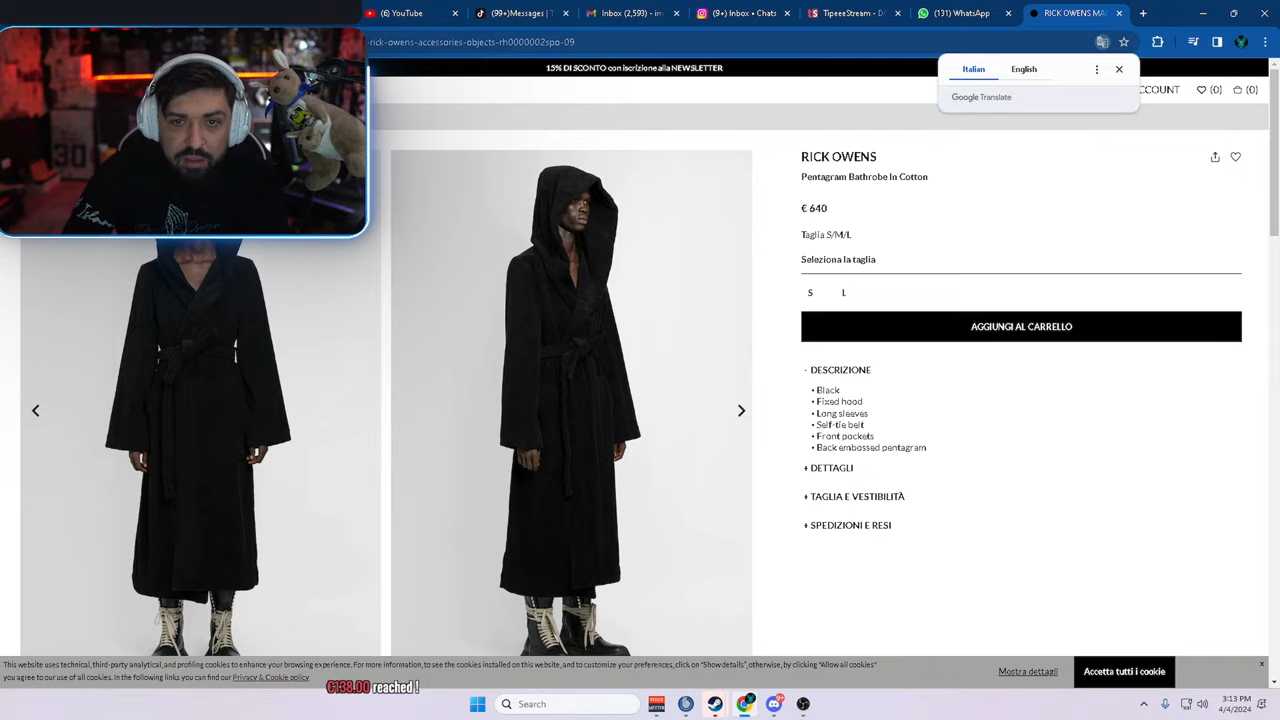 (6) YouTube
(99+) Messages | T
Inbox (2,593) - im
(9+) Inbox • Chats
TipeeeStream - D
(131) WhatsApp
RICK OWENS MA
-rick-owens-accessories-objects-rh0000002spo-09
15% DI SCONTO con iscrizione alla NEWSLETTER
Italian
English
Google Translate
CCOUNT
(0)
(0)
30
RICK OWENS
Pentagram Bathrobe In Cotton
€ 640
Taglia S/M/L
Seleziona la taglia
S L
AGGIUNGI AL CARRELLO
- DESCRIZIONE
• Black
• Fixed hood
• Long sleeves
• Self-tie belt
• Front pockets
• Back embossed pentagram
+ DETTAGLI
+ TAGLIA E VESTIBILITÀ
+ SPEDIZIONI E RESI
This website uses technical, third-party analytical, and profiling cookies to enhance your browsing experience. For more information, to see the cookies installed on this website, and to customize your preferences, click on "Show details", otherwise, by clicking "Allow all cookies"
you agree to our use of all cookies. In the following links you can find our Privacy & Cookie policy
Mostra dettagli
Accetta tutti i cookie
x
€138.00 reached !
Search
9+
3:13 PM
4/4/2024